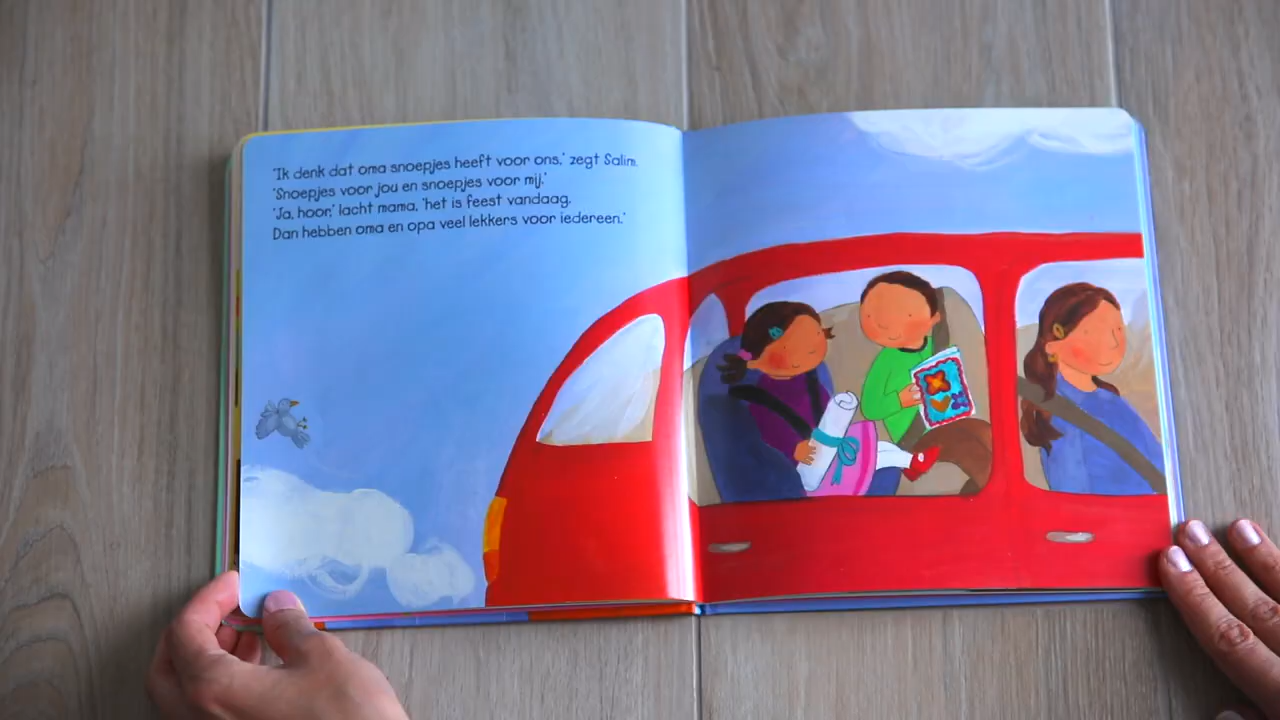 'Ik denk dat oma snoepjes heeft voor ons,' zegt Salim.
'Snoepjes voor jou en snoepjes voor mij.'
'Ja, hoor,' lacht mama, 'het is feest vandaag.
Dan hebben oma en opa veel lekkers voor iedereen.'